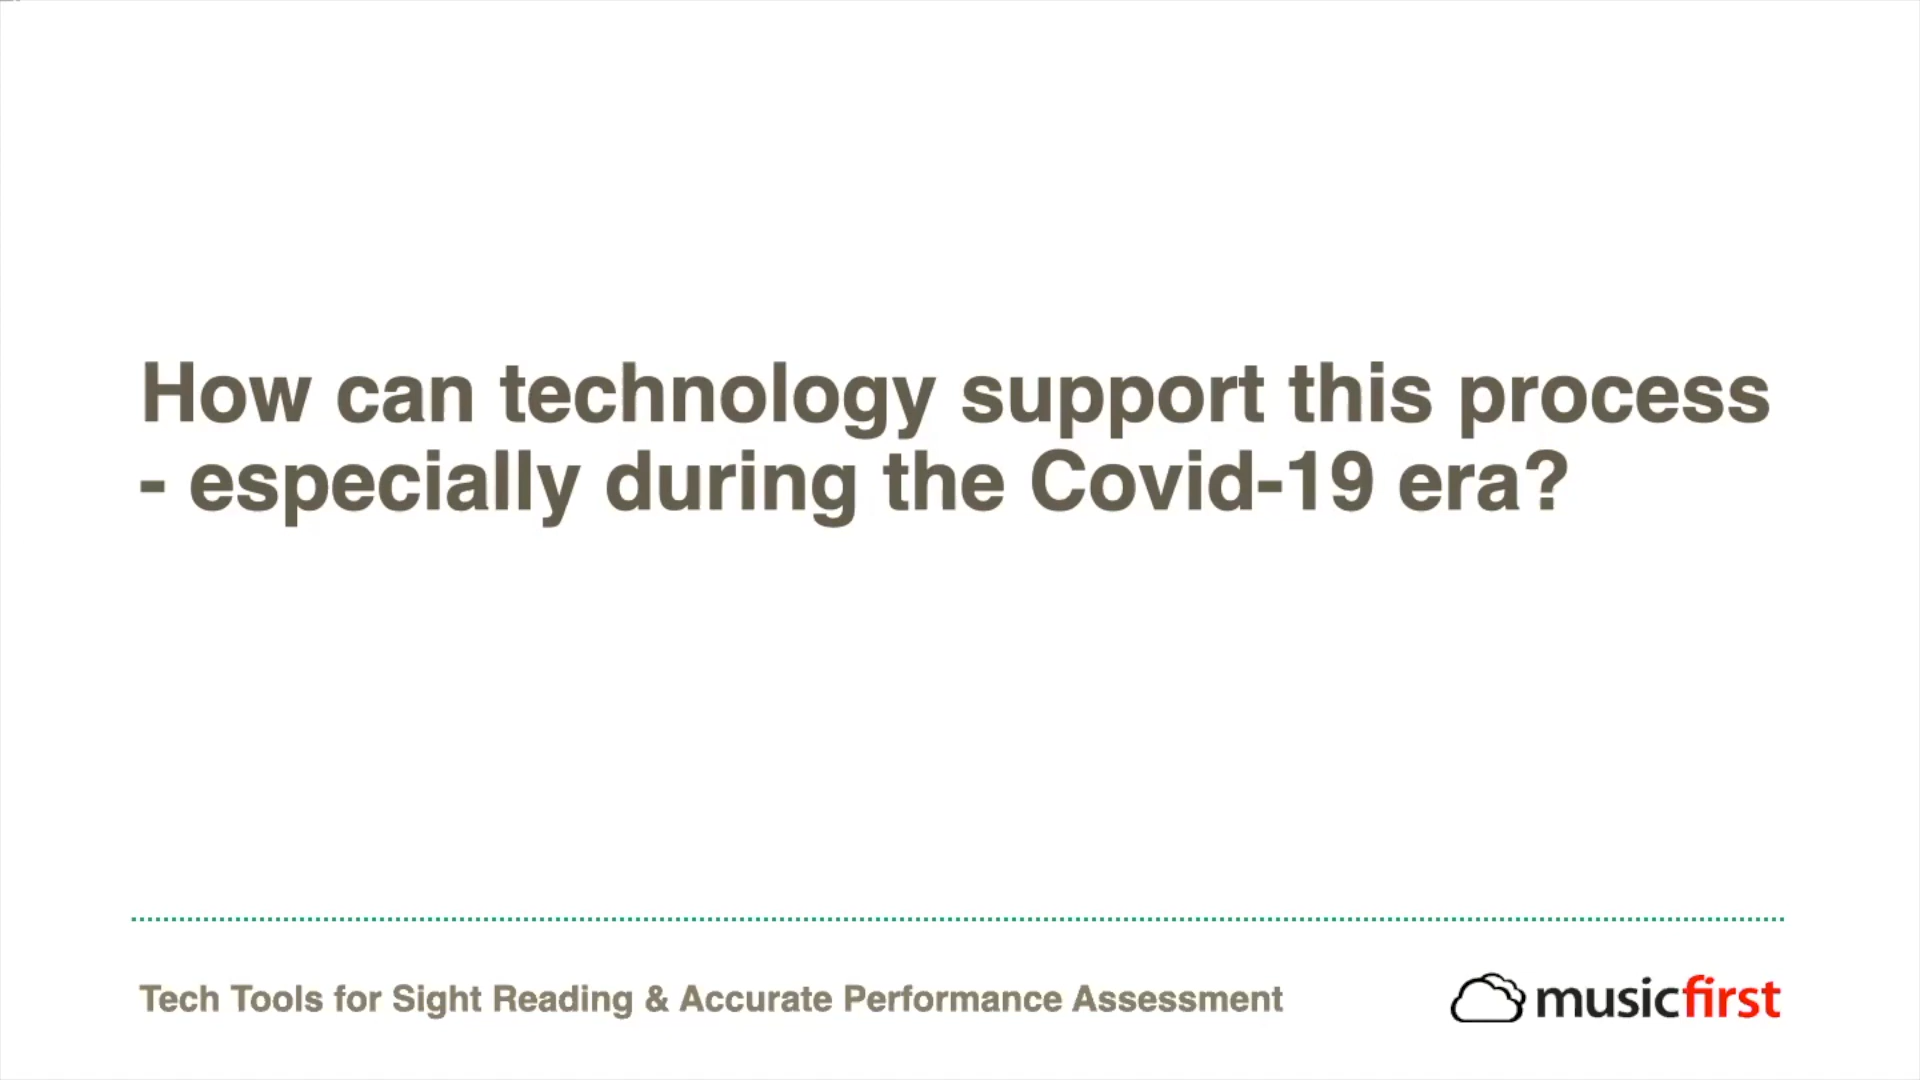 How can technology support this process
- especially during the Covid-19 era?
Tech Tools for Sight Reading & Accurate Performance Assessment
musicfirst